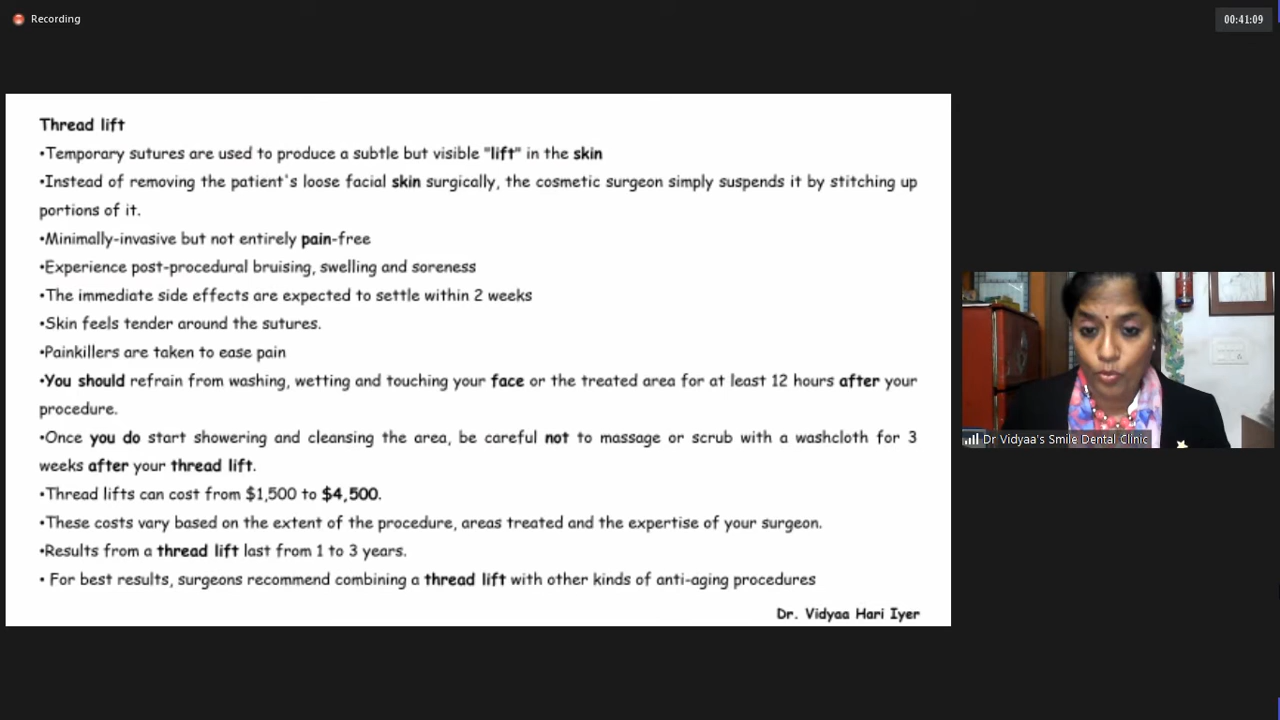 Recording
00:41:09
Thread lift
•Temporary sutures are used to produce a subtle but visible "lift" in the skin
•Instead of removing the patient's loose facial skin surgically, the cosmetic surgeon simply suspends it by stitching up
portions of it.
•Minimally-invasive but not entirely pain-free
•Experience post-procedural bruising, swelling and soreness
•The immediate side effects are expected to settle within 2 weeks
•Skin feels tender around the sutures.
•Painkillers are taken to ease pain
•You should refrain from washing, wetting and touching your face or the treated area for at least 12 hours after your
procedure.
•Once you do start showering and cleansing the area, be careful not to massage or scrub with a washcloth for 3
weeks after your thread lift.
•Thread lifts can cost from $1,500 to $4,500.
•These costs vary based on the extent of the procedure, areas treated and the expertise of your surgeon.
•Results from a thread lift last from 1 to 3 years.
• For best results, surgeons recommend combining a thread lift with other kinds of anti-aging procedures
Dr. Vidyaa Hari Iyer
Dr Vidyaa's Smile Dental Clinic